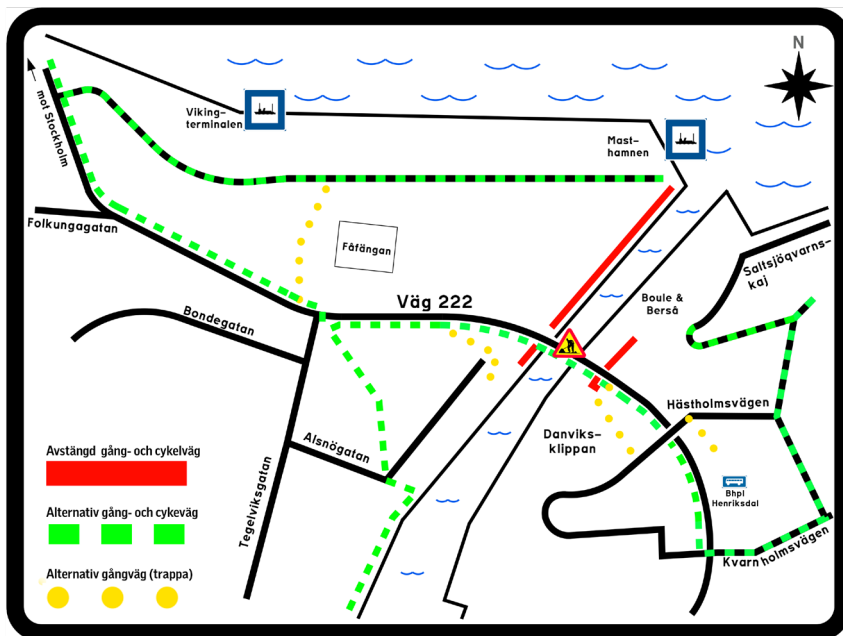 N
mot Stockholm
Viking-
terminalen
Mast-
hamnen
Folkungagatan
Fåfängan
Saltsjöqvarns-
kaj
Väg 222
Boule &
Berså
Bondegatan
Hästholmsvägen
Alsnögatan
Danviks-
klippan
Tegelviksgatan
Bhpl
Henriksdal
Kvarnholmsvägen
Avstängd gång- och cykelväg
Alternativ gång- och cykeväg
Alternativ gångväg (trappa)